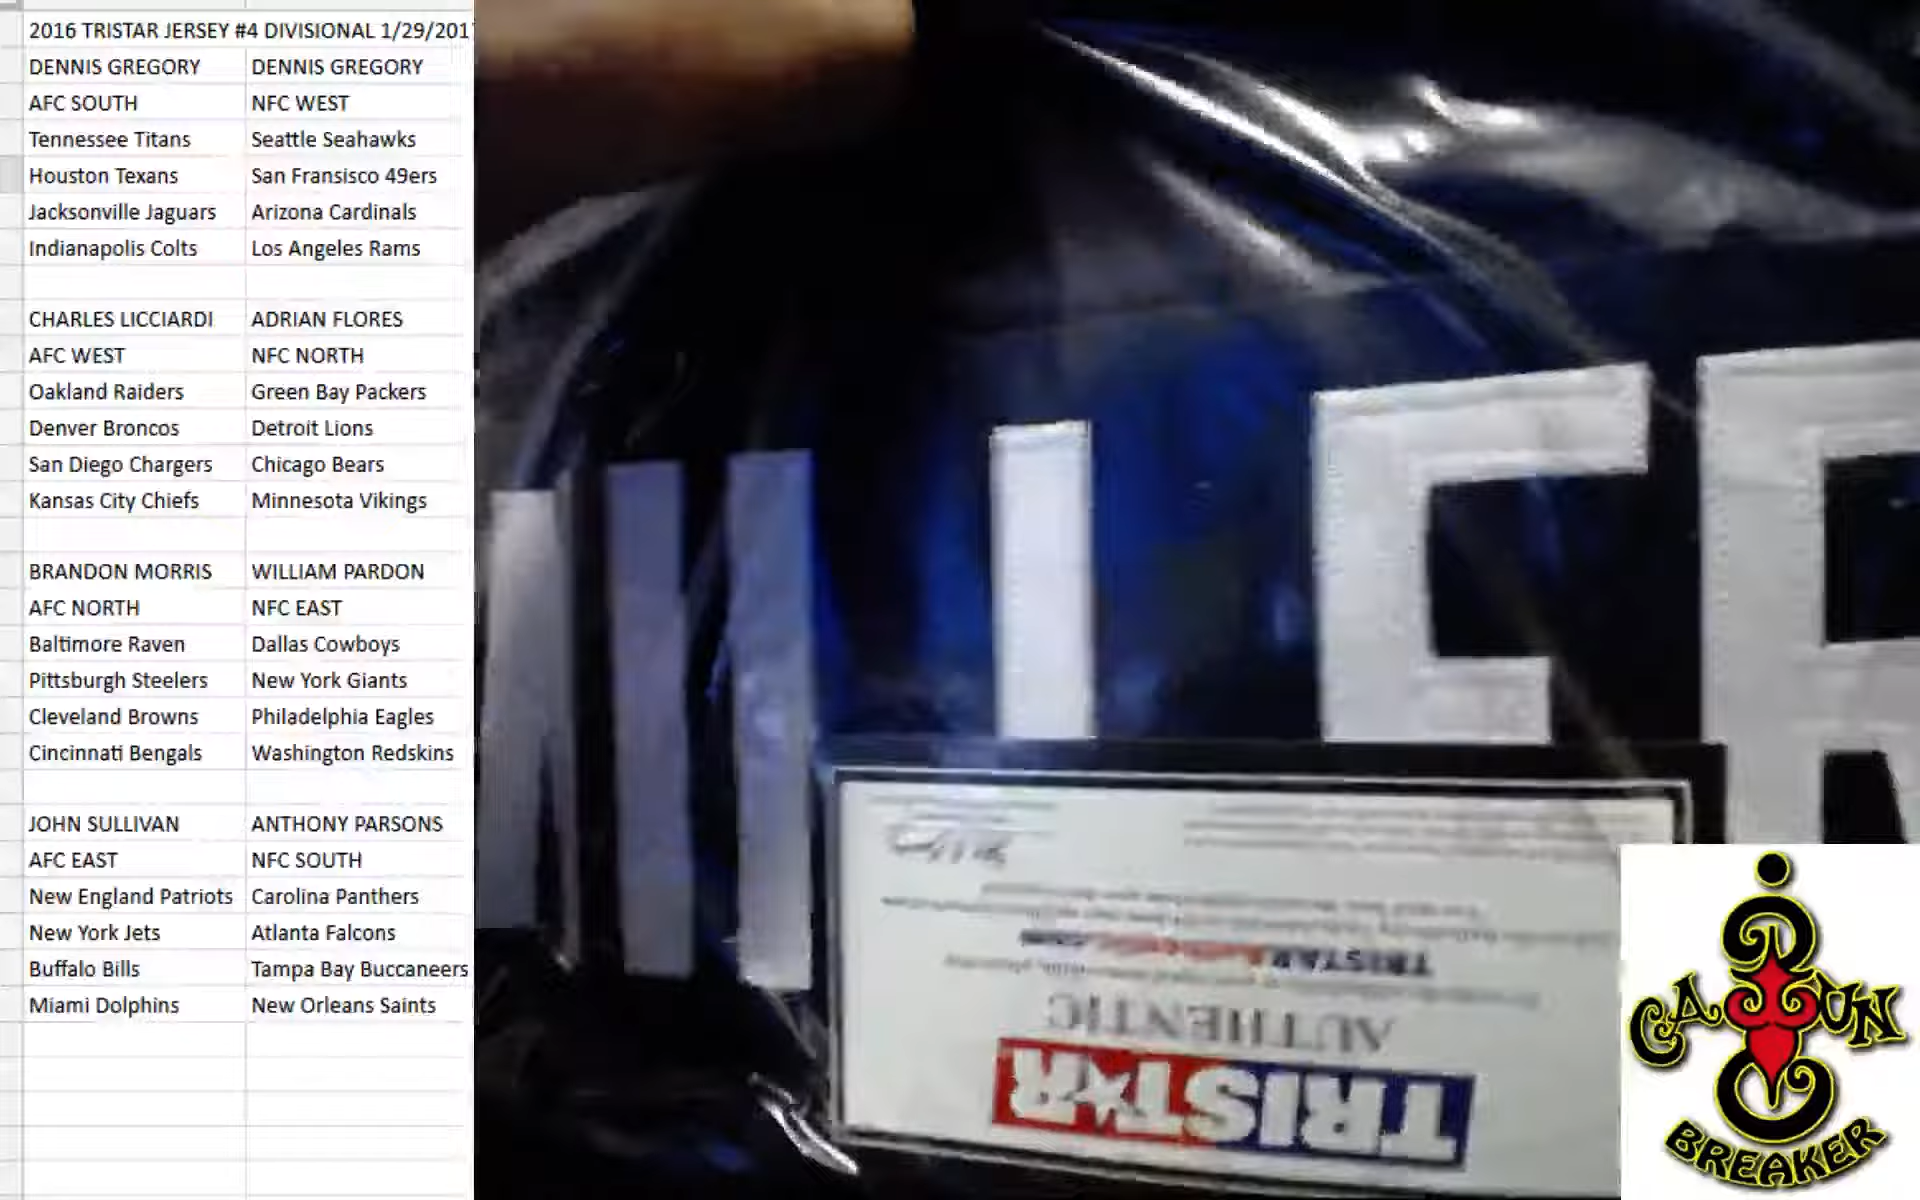 2016 TRISTAR JERSEY #4 DIVISIONAL 1/29/201
DENNIS GREGORY DENNIS GREGORY
AFC SOUTH NFC WEST
Tennessee Titans Seattle Seahawks
Houston Texans San Fransisco 49ers
Jacksonville Jaguars Arizona Cardinals
Indianapolis Colts Los Angeles Rams
CHARLES LICCIARDI ADRIAN FLORES
AFC WEST NFC NORTH
Oakland Raiders Green Bay Packers
Denver Broncos Detroit Lions
San Diego Chargers Chicago Bears
Kansas City Chiefs Minnesota Vikings
BRANDON MORRIS WILLIAM PARDON
AFC NORTH NFC EAST
Baltimore Raven Dallas Cowboys
Pittsburgh Steelers New York Giants
Cleveland Browns Philadelphia Eagles
Cincinnati Bengals Washington Redskins
JOHN SULLIVAN ANTHONY PARSONS
AFC EAST NFC SOUTH
New England Patriots Carolina Panthers
New York Jets Atlanta Falcons
Buffalo Bills Tampa Bay Buccaneers
Miami Dolphins New Orleans Saints
TRISTAR
AUTHENTIC
CAJUN
BREAKER